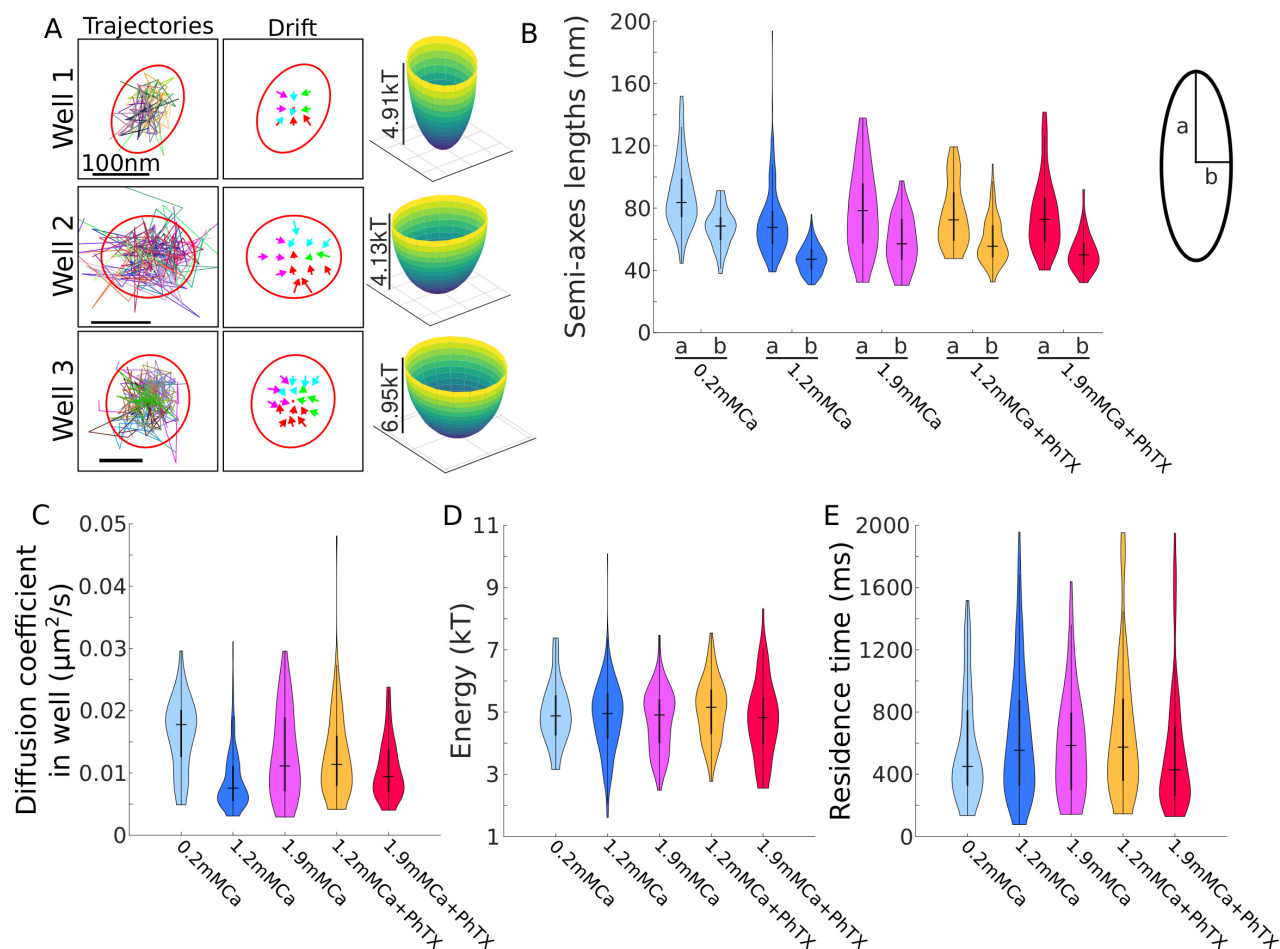 A
Trajectories
Drift
Well 1
100nm
4.91kT
Well 2
4.13kT
Well 3
6.95kT
B
Semi-axes lengths (nm)
200
160
120
80
40
0
a b a b a b a b a b
0.2mMCa
1.2mMCa
1.9mMCa
1.2mMCa+PhTX
1.9mMCa+PhTX
a
b
C
Diffusion coefficient
in well (μm²/s)
0.05
0.04
0.03
0.02
0.01
0
0.2mMCa
1.2mMCa
1.9mMCa
1.2mMCa+PhTX
1.9mMCa+PhTX
D
Energy (kT)
11
9
7
5
3
1
0.2mMCa
1.2mMCa
1.9mMCa
1.2mMCa+PhTX
1.9mMCa+PhTX
E
Residence time (ms)
2000
1600
1200
800
400
0
0.2mMCa
1.2mMCa
1.9mMCa
1.2mMCa+PhTX
1.9mMCa+PhTX